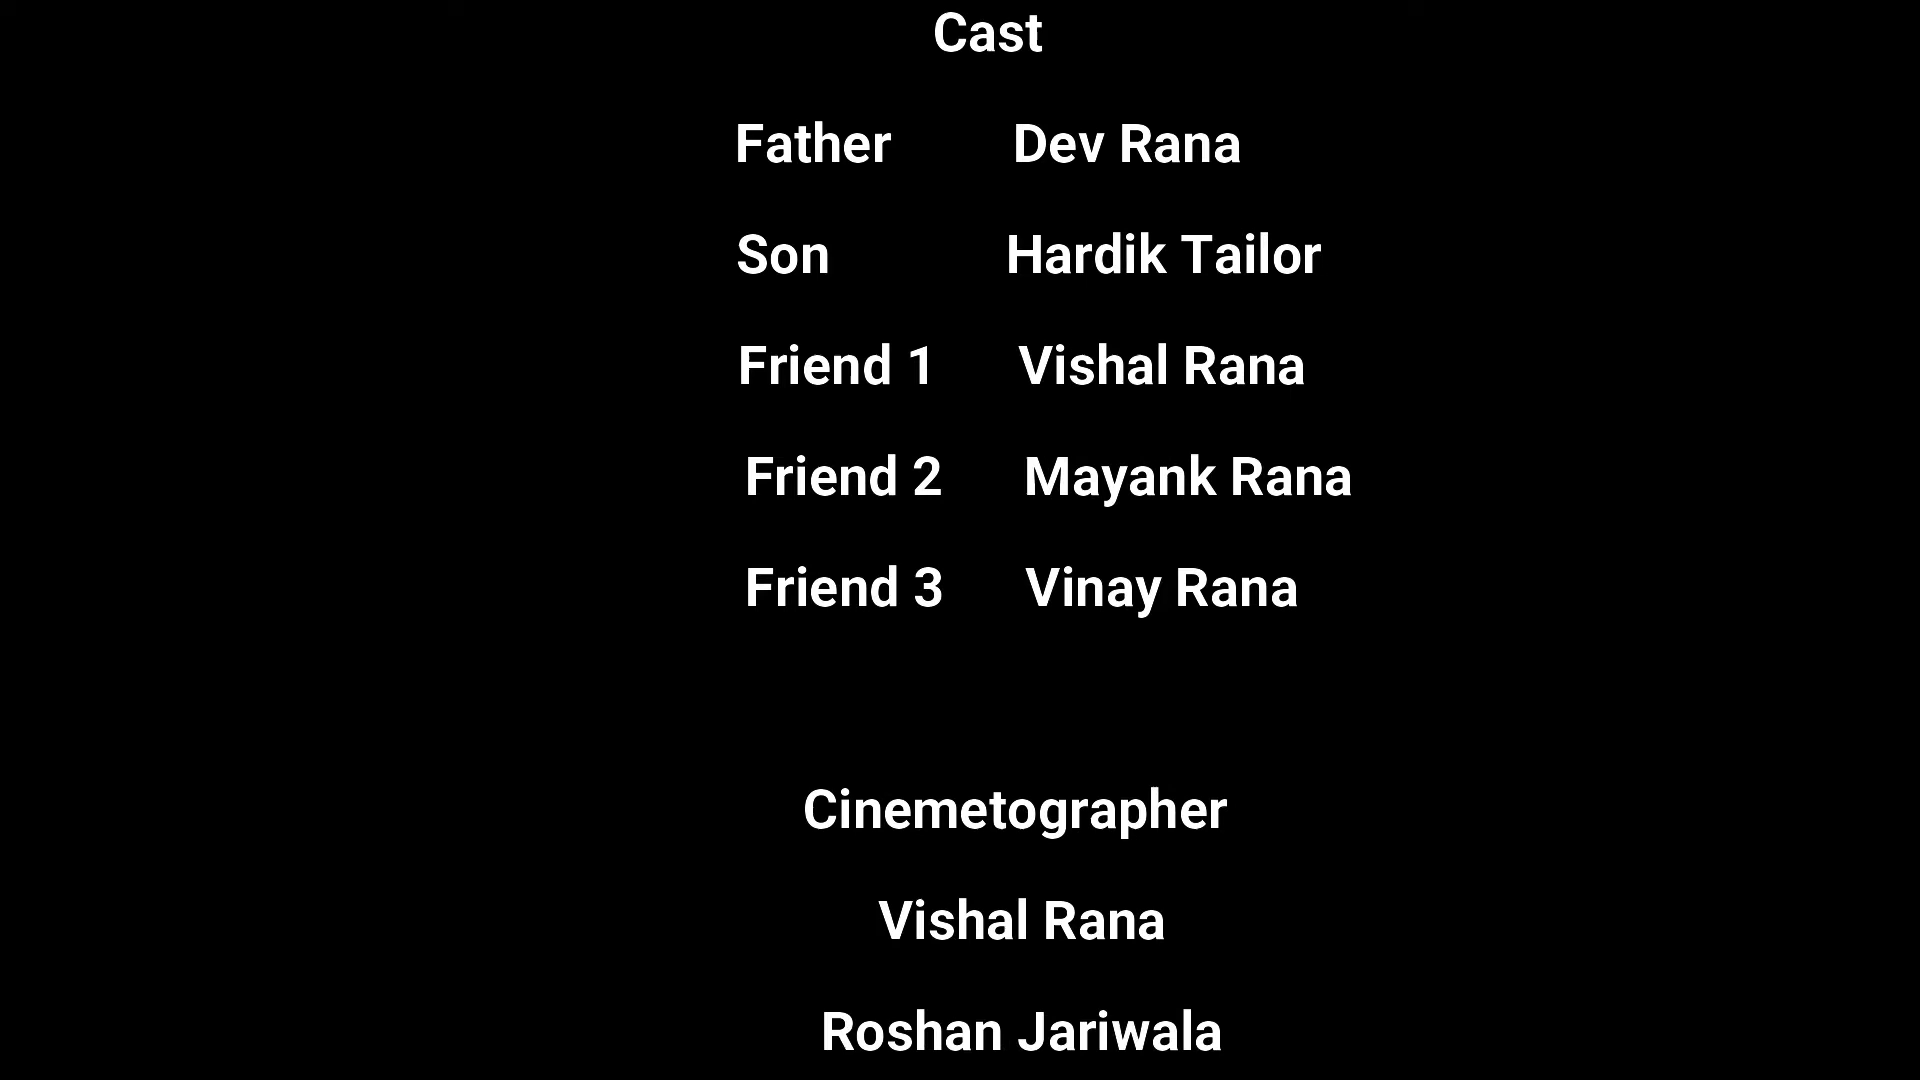 Cast
Father Dev Rana
Son Hardik Tailor
Friend 1 Vishal Rana
Friend 2 Mayank Rana
Friend 3 Vinay Rana
Cinemetographer
Vishal Rana
Roshan Jariwala